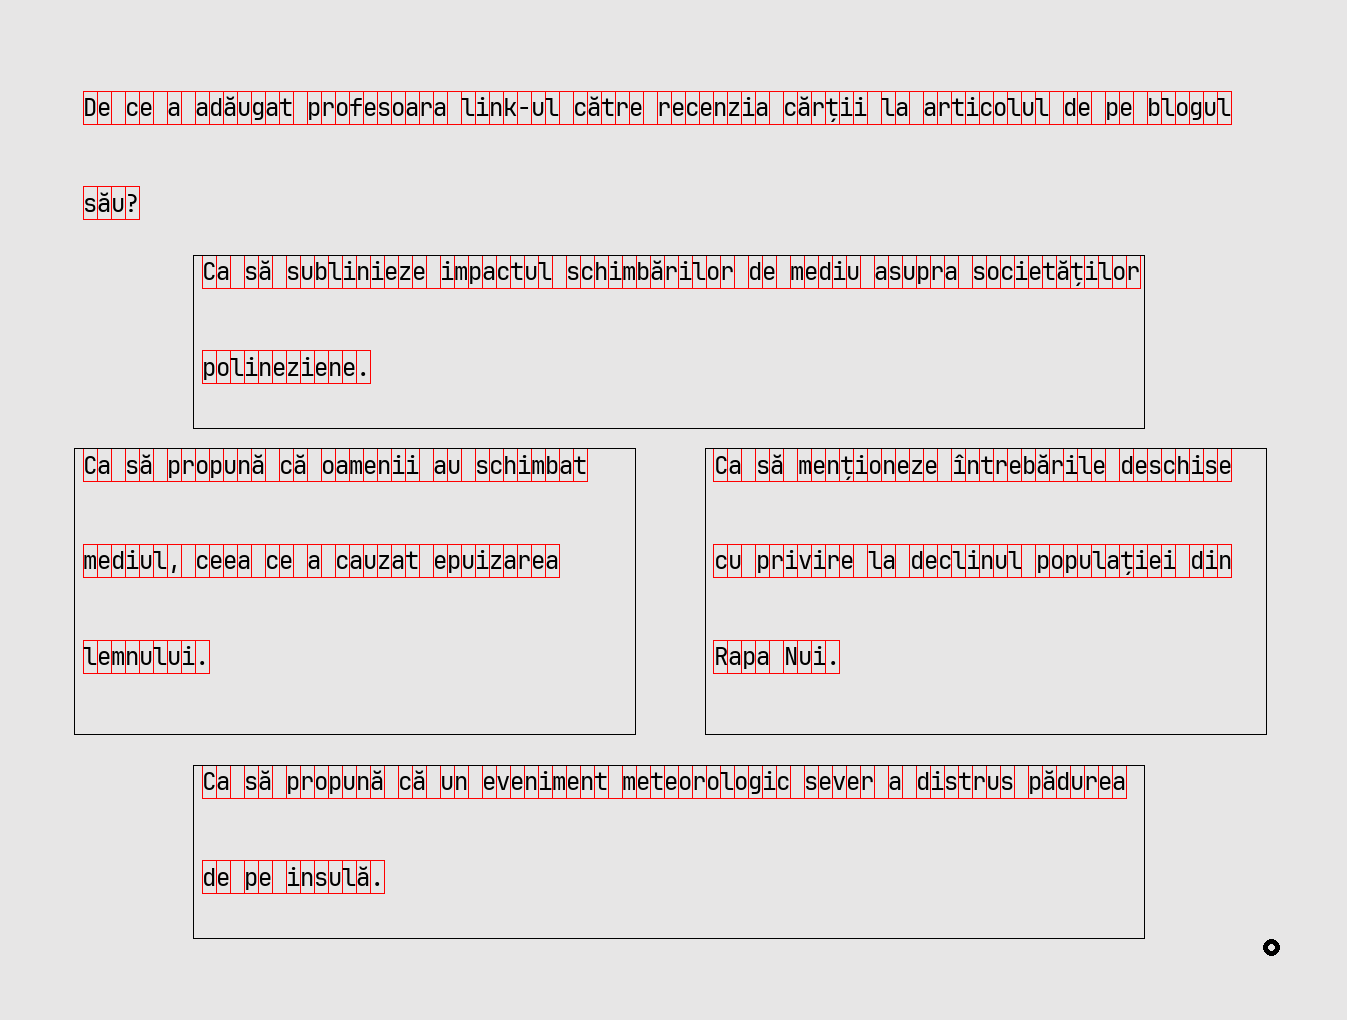 De ce a adăugat profesoara link-ul către recenzia cărții la articolul de pe blogul
său?
Ca să sublinieze impactul schimbărilor de mediu asupra societăților
polineziene.
Ca să propună că oamenii au schimbat
mediul, ceea ce a cauzat epuizarea
lemnului.
Ca să menționeze întrebările deschise
cu privire la declinul populației din
Rapa Nui.
Ca să propună că un eveniment meteorologic sever a distrus pădurea
de pe insulă.